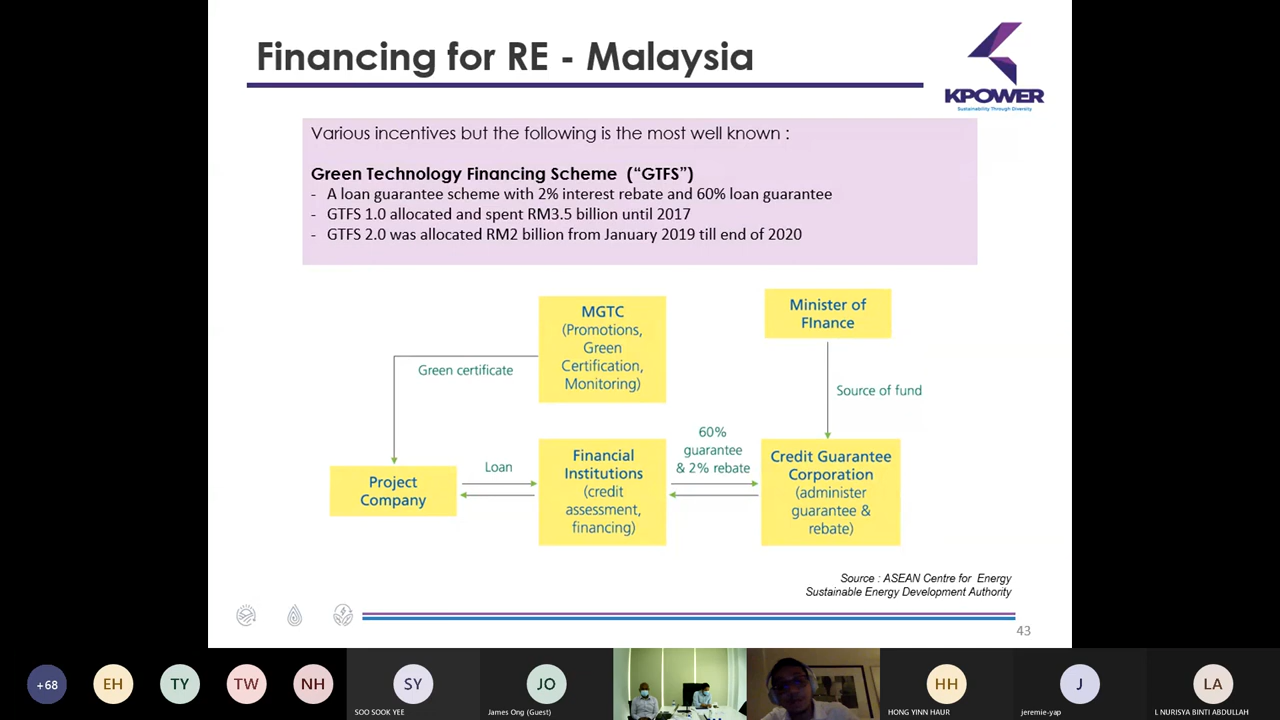 Financing for RE - Malaysia
KPOWER
Sustainability Through Diversity
Various incentives but the following is the most well known :
Green Technology Financing Scheme (“GTFS”)
- A loan guarantee scheme with 2% interest rebate and 60% loan guarantee
- GTFS 1.0 allocated and spent RM3.5 billion until 2017
- GTFS 2.0 was allocated RM2 billion from January 2019 till end of 2020
MGTC
(Promotions,
Green
Certification,
Monitoring)
Minister of
FInance
Green certificate
Source of fund
Project
Company
Loan
Financial
Institutions
(credit
assessment,
financing)
60%
guarantee
& 2% rebate
Credit Guarantee
Corporation
(administer
guarantee &
rebate)
Source : ASEAN Centre for Energy
Sustainable Energy Development Authority
43
+68
EH
TY
TW
NH
SY
SOO SOOK YEE
JO
James Ong (Guest)
HH
HONG YINN HAUR
J
jeremie-yap
LA
L NURISYA BINTI ABDULLAH